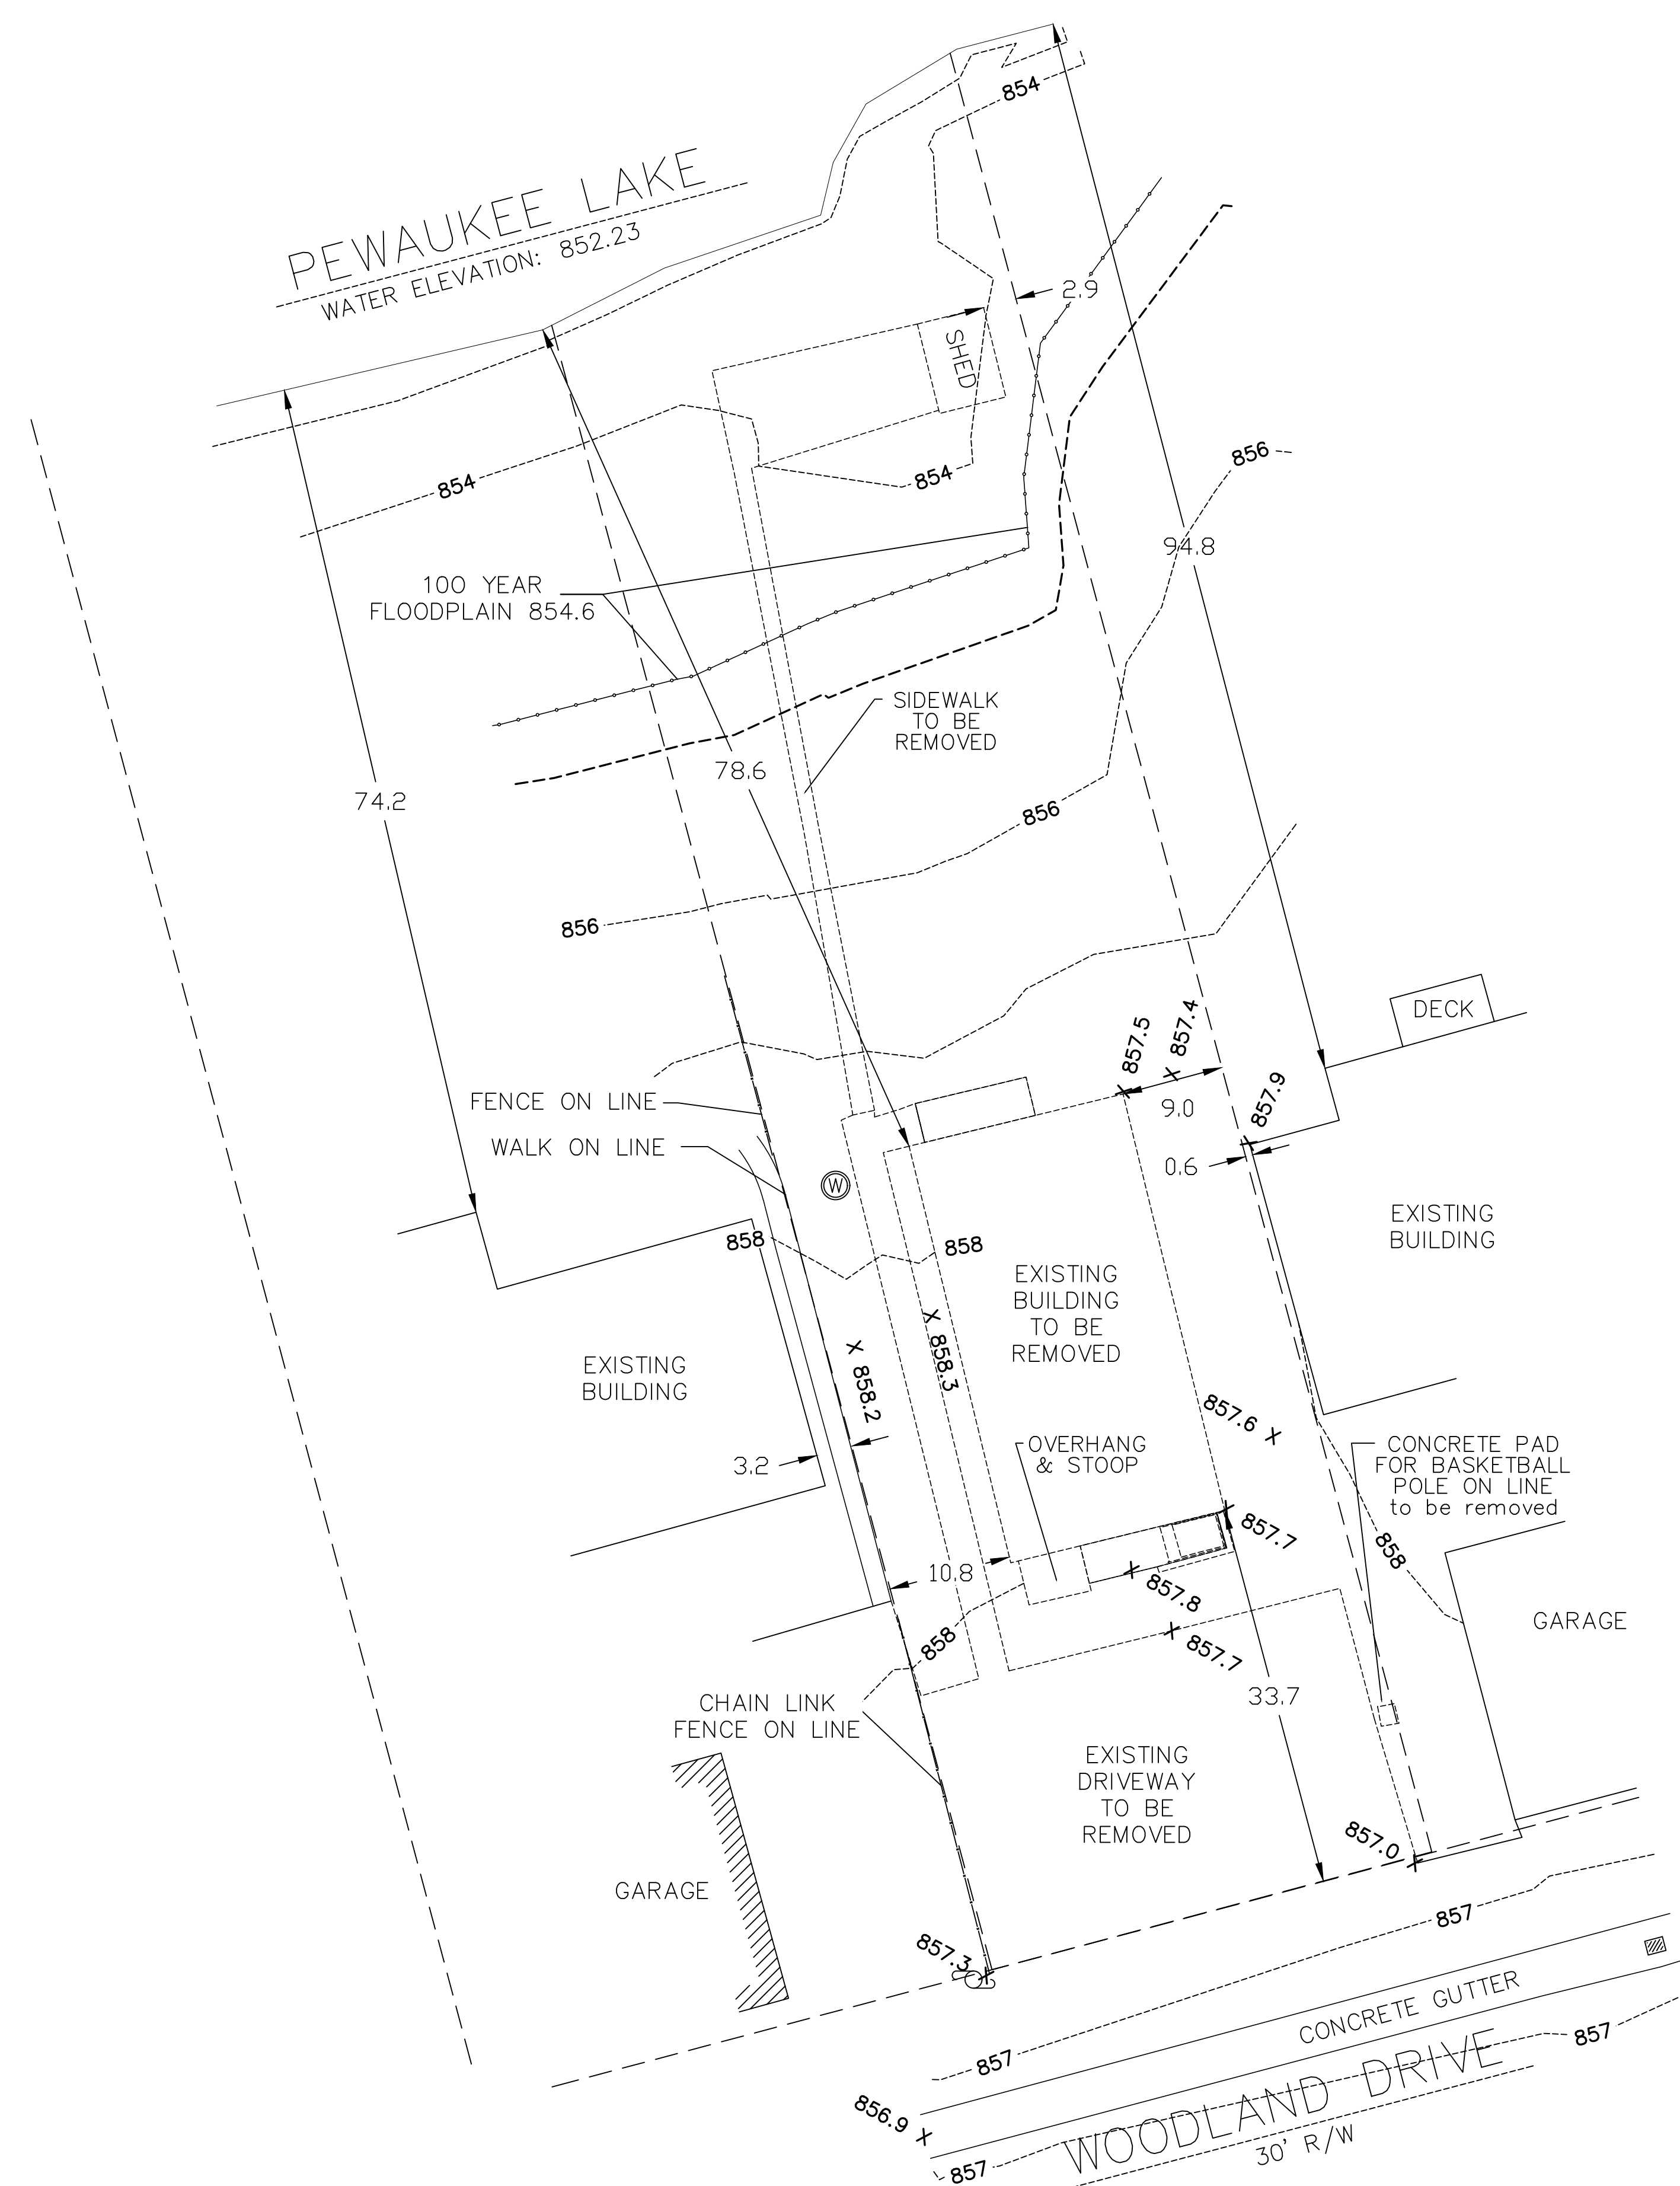 854
PEWAUKEE LAKE
WATER ELEVATION: 852.23
2.9
SHED
854
854
856
94.8
100 YEAR
FLOODPLAIN 854.6
SIDEWALK
TO BE
REMOVED
78.6
74.2
856
856
DECK
857.5
857.4
857.9
FENCE ON LINE
9.0
WALK ON LINE
0.6
W
858
858
EXISTING
BUILDING
EXISTING
BUILDING
TO BE
REMOVED
X 858.3
X 858.2
EXISTING
BUILDING
857.6 X
3.2
OVERHANG
& STOOP
CONCRETE PAD
FOR BASKETBALL
POLE ON LINE
to be removed
857.7
858
10.8
857.8
GARAGE
858
857.7
33.7
CHAIN LINK
FENCE ON LINE
EXISTING
DRIVEWAY
TO BE
REMOVED
857.0
GARAGE
857
857.3
CONCRETE GUTTER
857
857
WOODLAND DRIVE
30' R/W
856.9 X
857